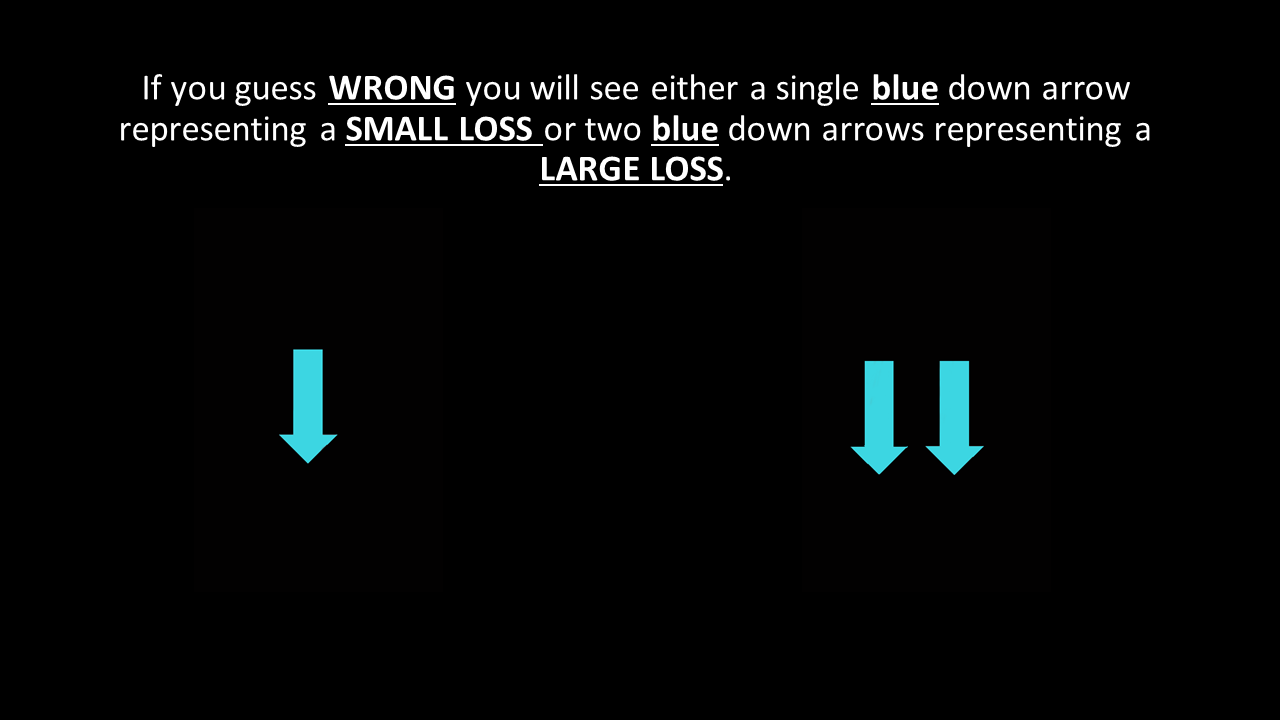 If you guess WRONG you will see either a single blue down arrow
representing a SMALL LOSS or two blue down arrows representing a
LARGE LOSS.